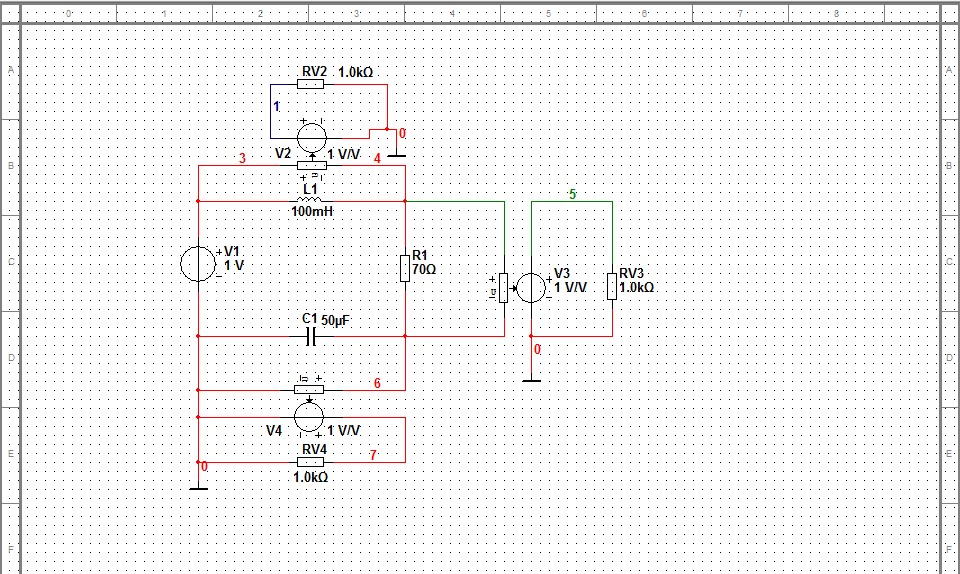 0 1 2 3 4 5 6 7 8
A A
RV2 1.0kΩ
1
+ −
0
V2 1 V/V
B B
3 4
+ u −
L1
100mH
5
C C
+ V1
1 V
−
R1
70Ω
+ u −
+ V3
1 V/V
−
RV3
1.0kΩ
C1 50µF
D D
0
− u +
6
V4 − + 1 V/V
E E
RV4 7
0
1.0kΩ
F F